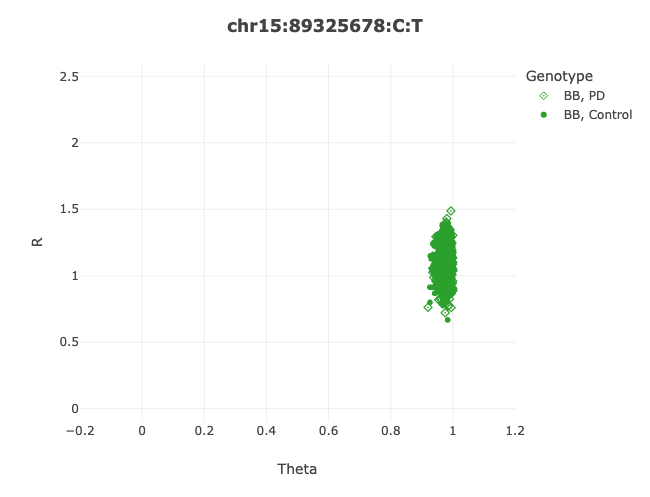 chr15:89325678:C:T
Genotype
BB, PD
BB, Control
2.5
2
1.5
1
0.5
0
R
−0.2 0 0.2 0.4 0.6 0.8 1 1.2
Theta